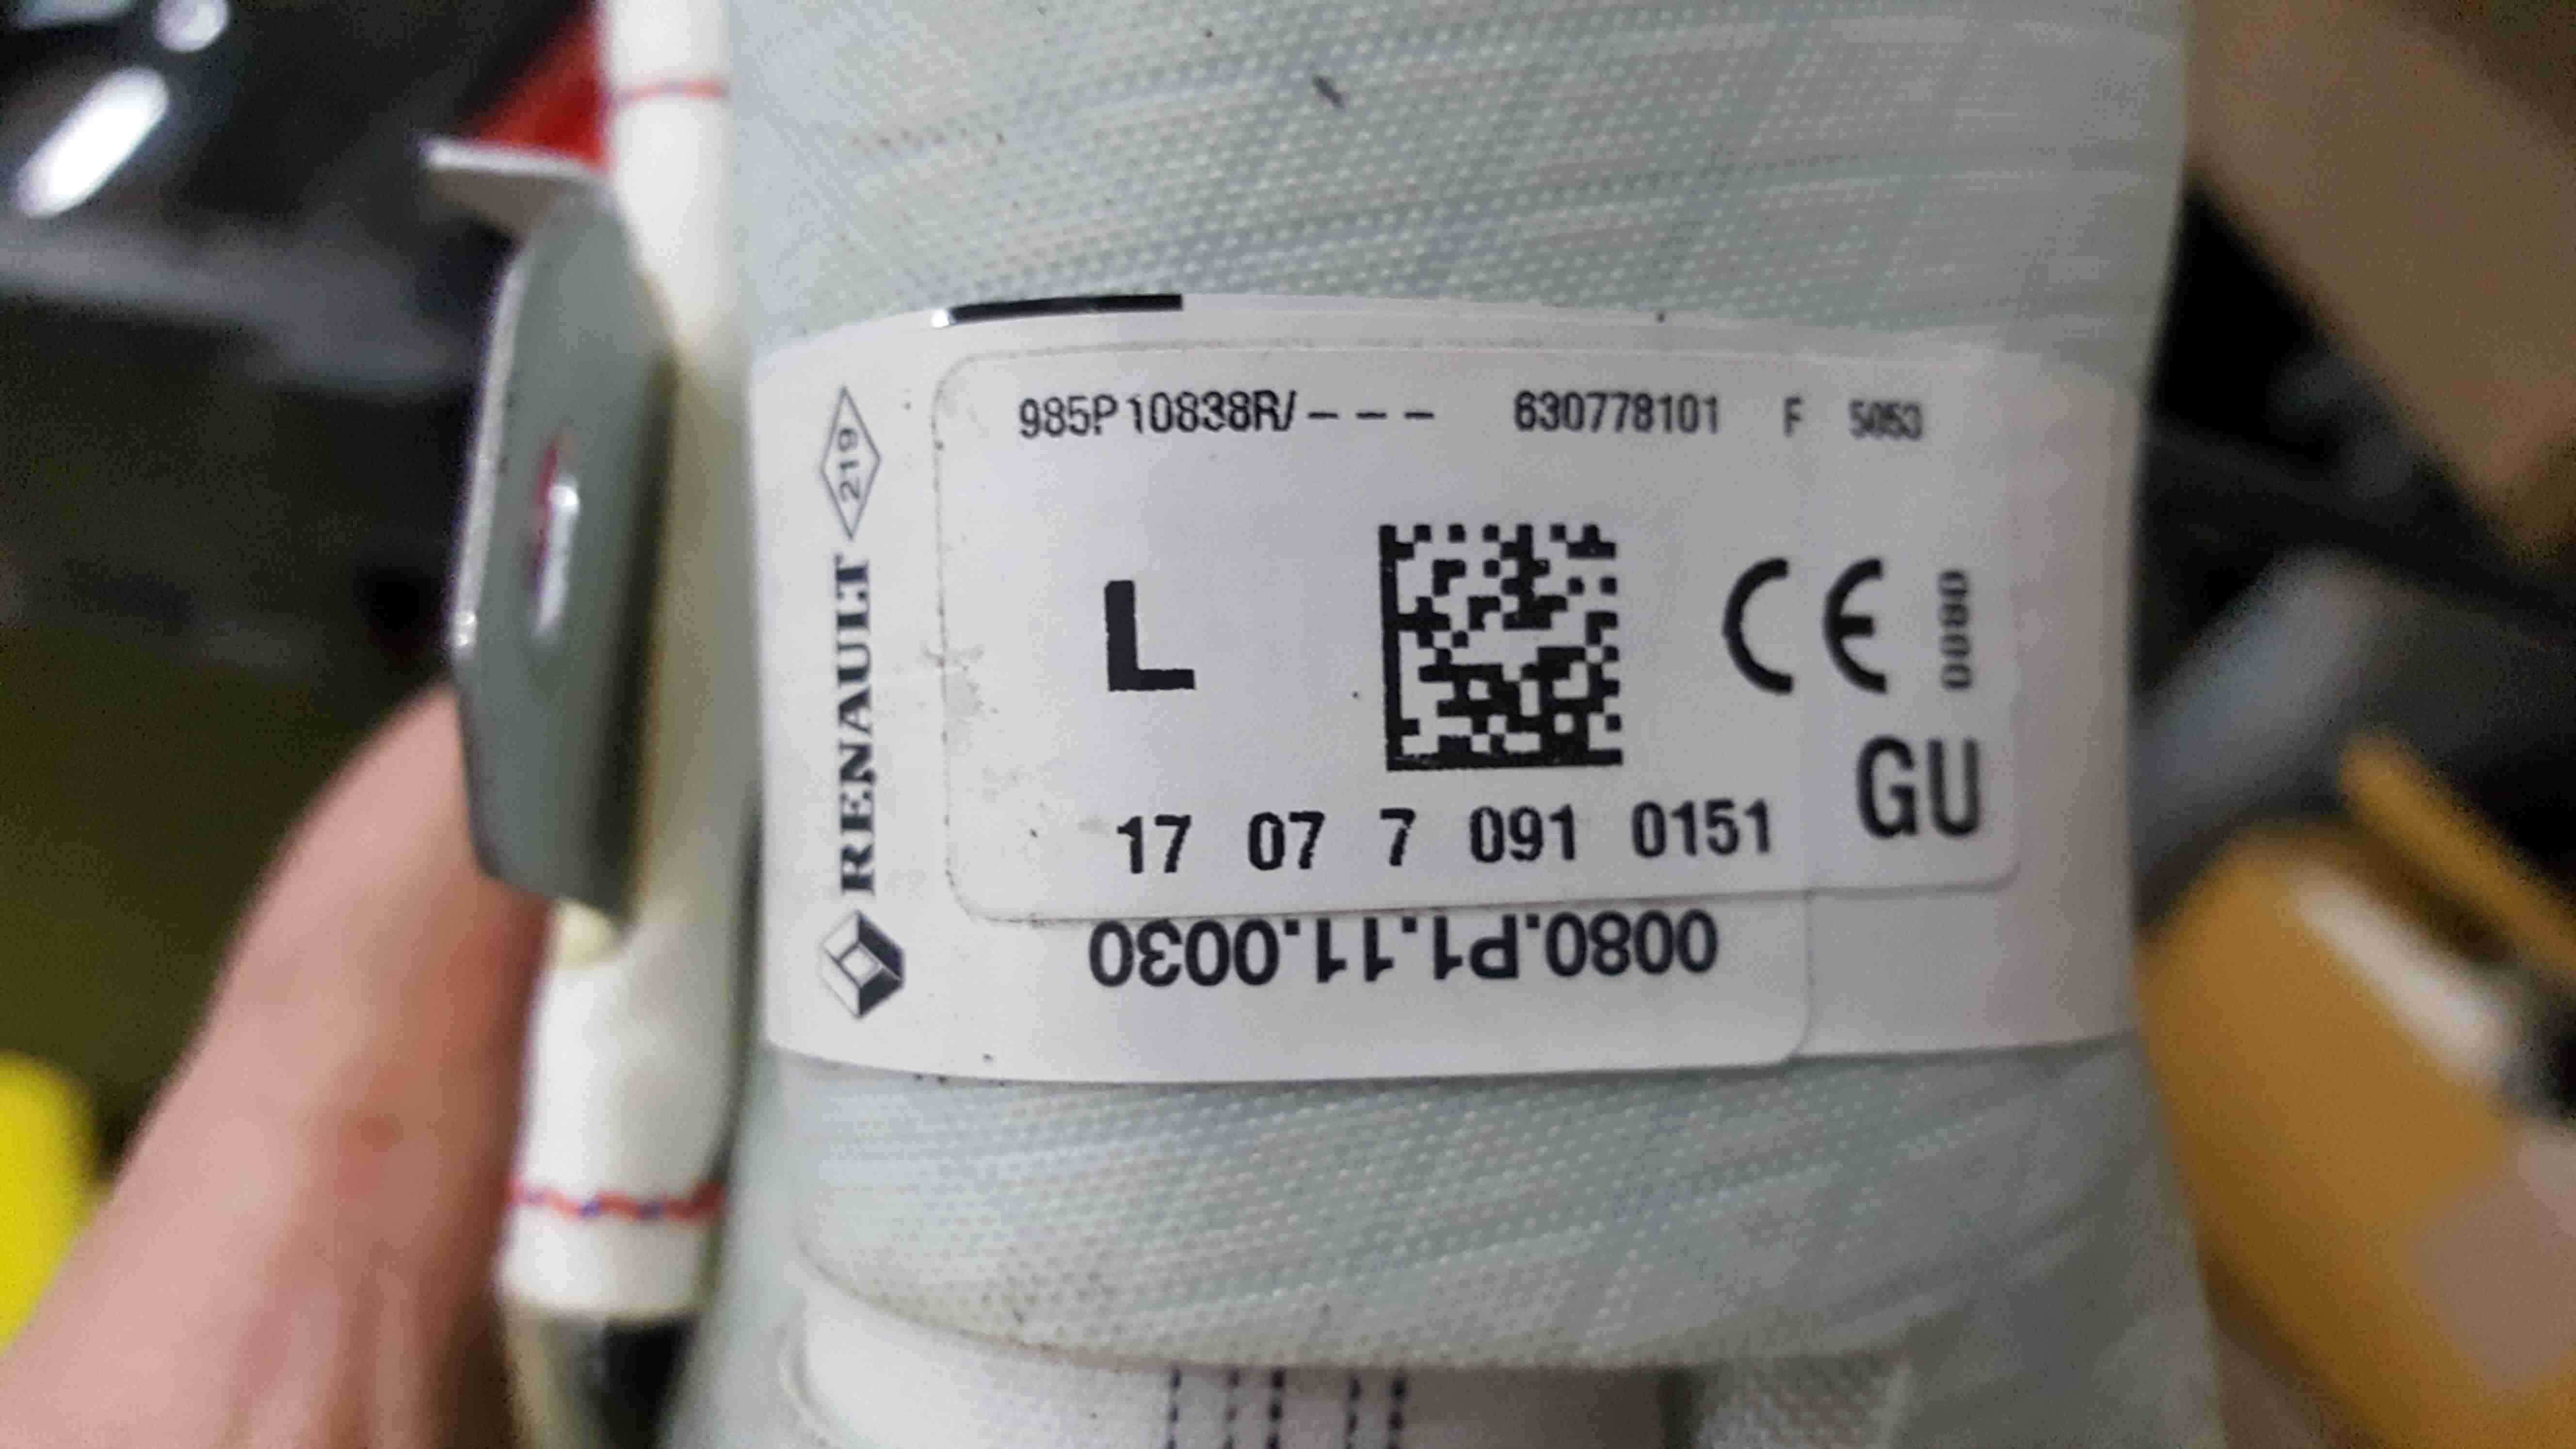 985P10838R/--- 630778101 F 5053
L
CE 0080
GU
17 07 7 091 0151
0080.P1.11.0030
RENAULT 219